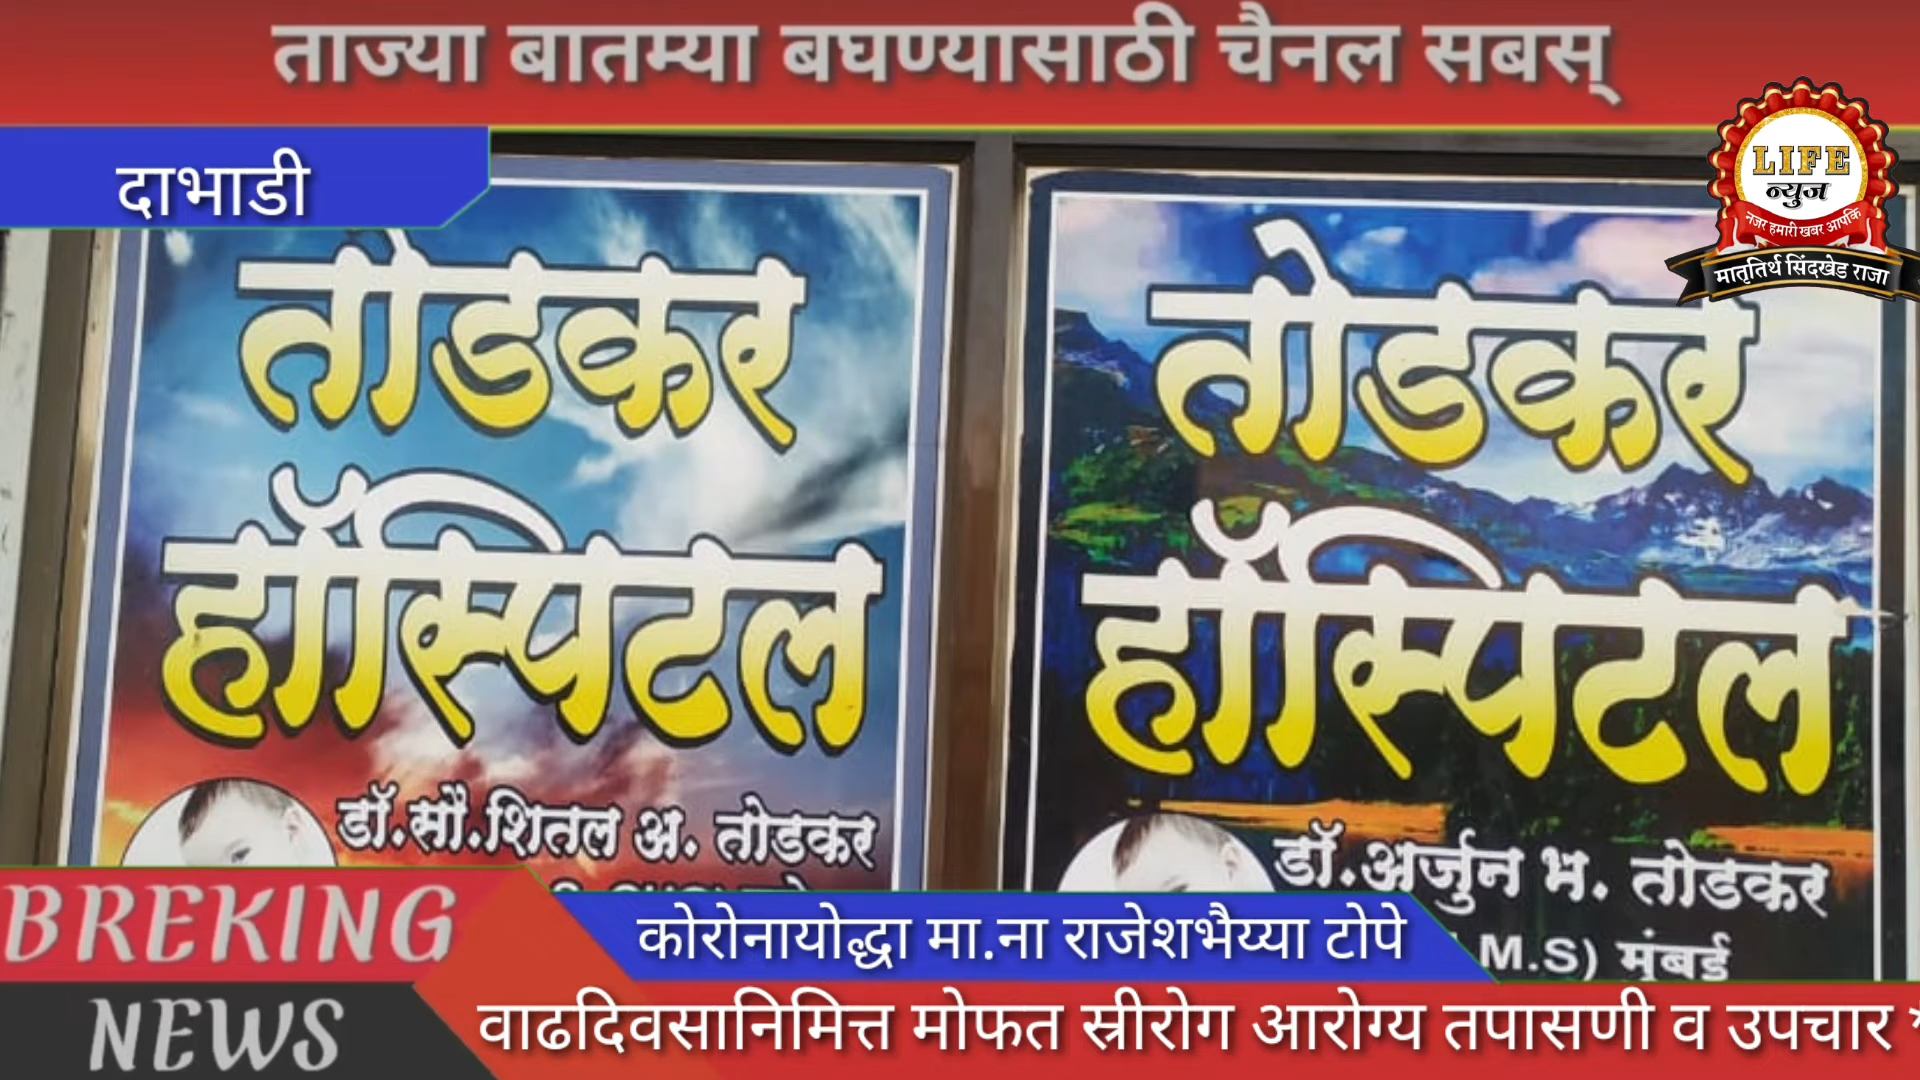 ताज्या बातम्या बघण्यासाठी चैनल सबस्
दाभाडी
LIFE
न्युज
नजर हमारी खबर आपकि
मातृतिर्थ सिंदखेड राजा
तोडकर
हॉस्पिटल
डॉ.सौ.शितल अ. तोडकर
तोडकर
हॉस्पिटल
डॉ.अर्जुन भ. तोडकर
M.S) मुंबई
BREKING
NEWS
कोरोनायोद्धा मा.ना राजेशभैय्या टोपे
वाढदिवसानिमित्त मोफत स्रीरोग आरोग्य तपासणी व उपचार *